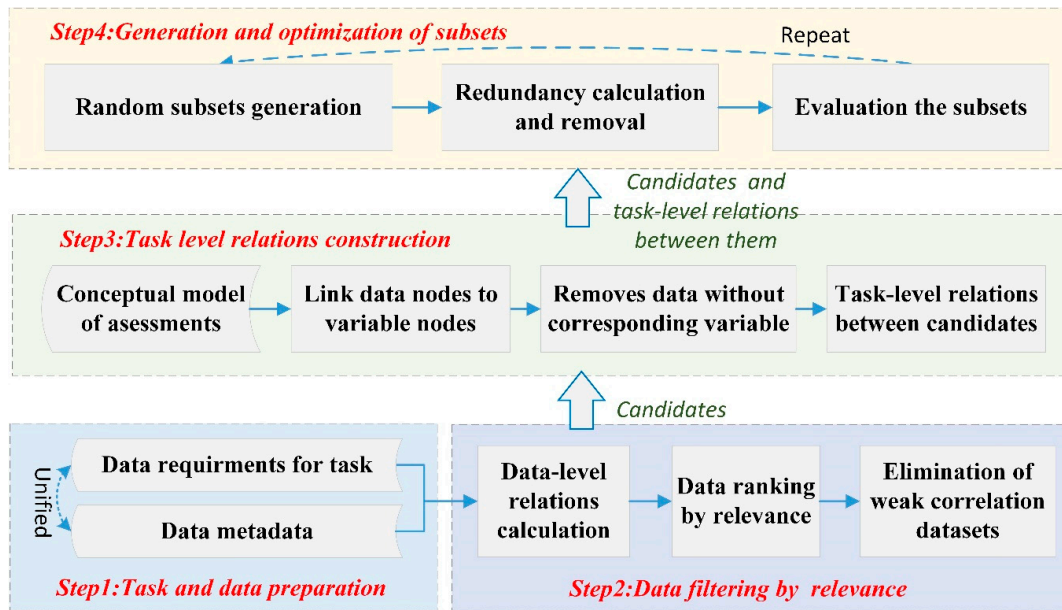 Step4:Generation and optimization of subsets
Repeat
Random subsets generation
Redundancy calculation
and removal
Evaluation the subsets
Candidates and
task-level relations
between them
Step3:Task level relations construction
Conceptual model
of asessments
Link data nodes to
variable nodes
Removes data without
corresponding variable
Task-level relations
between candidates
Candidates
Unified
Data requirments for task
Data metadata
Step1:Task and data preparation
Data-level
relations
calculation
Data ranking
by relevance
Elimination of
weak correlation
datasets
Step2:Data filtering by relevance